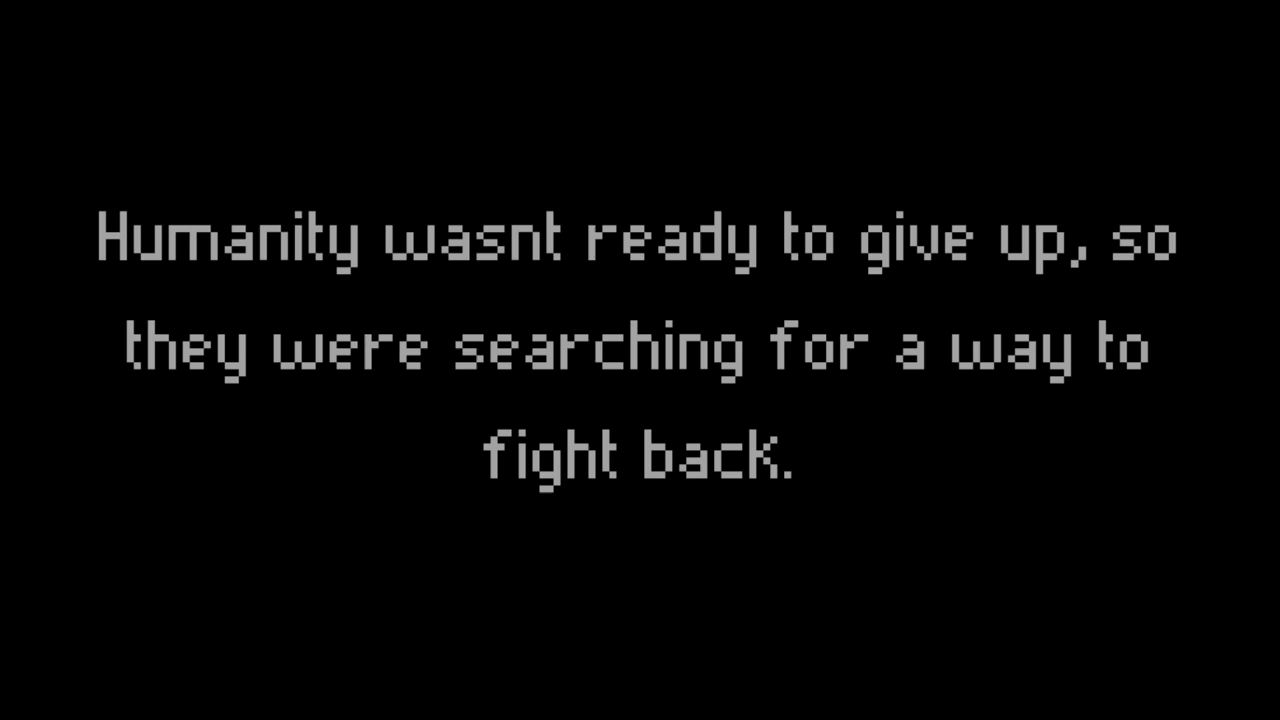 Humanity wasnt ready to give up, so
they were searching for a way to
fight back.